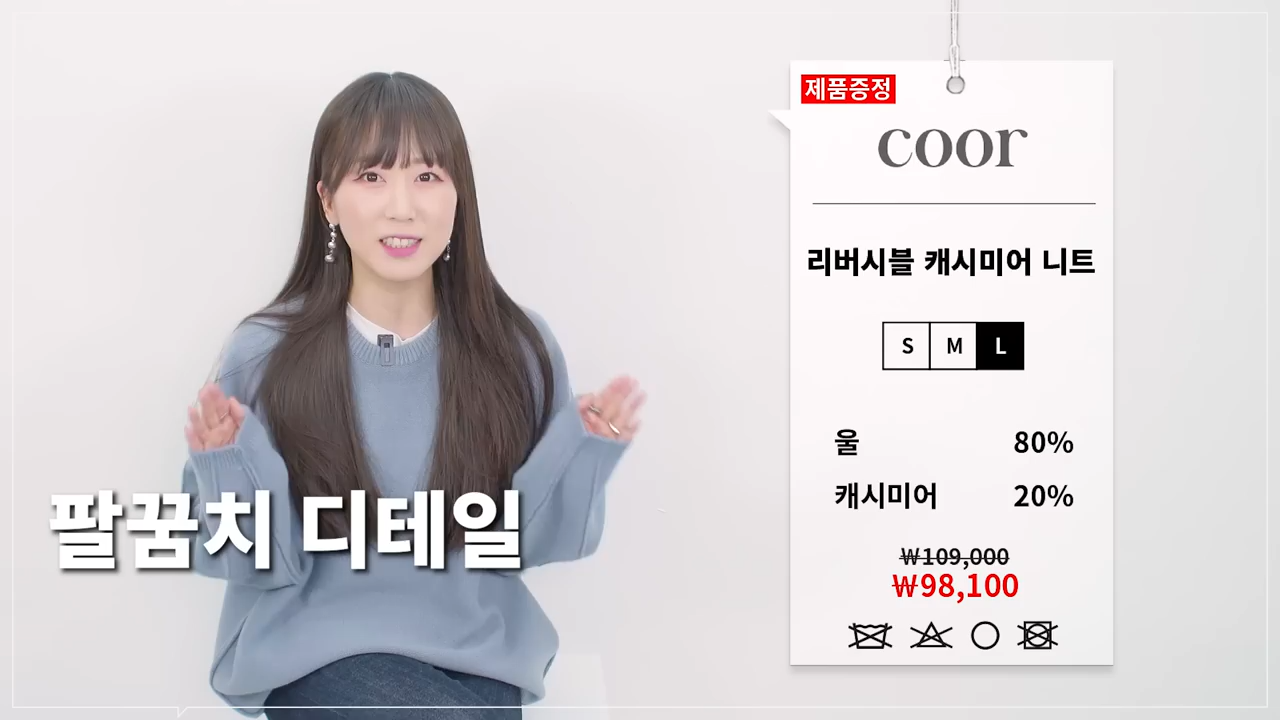 제품증정
coor
리버시블 캐시미어 니트
S M L
울 80%
캐시미어 20%
₩109,000
₩98,100
팔꿈치 디테일